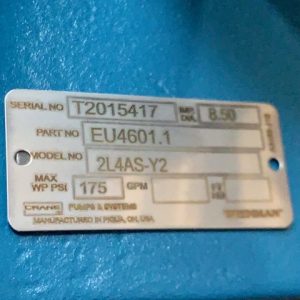 SERIAL NO T2015417 IMP. DIA. 8.50
PART NO EU4601.1
MODEL NO 2L4AS-Y2
MAX WP PSI 175 GPM FT HD
CRANE PUMPS & SYSTEMS WEINMAN
MANUFACTURED IN PIQUA, OH, USA